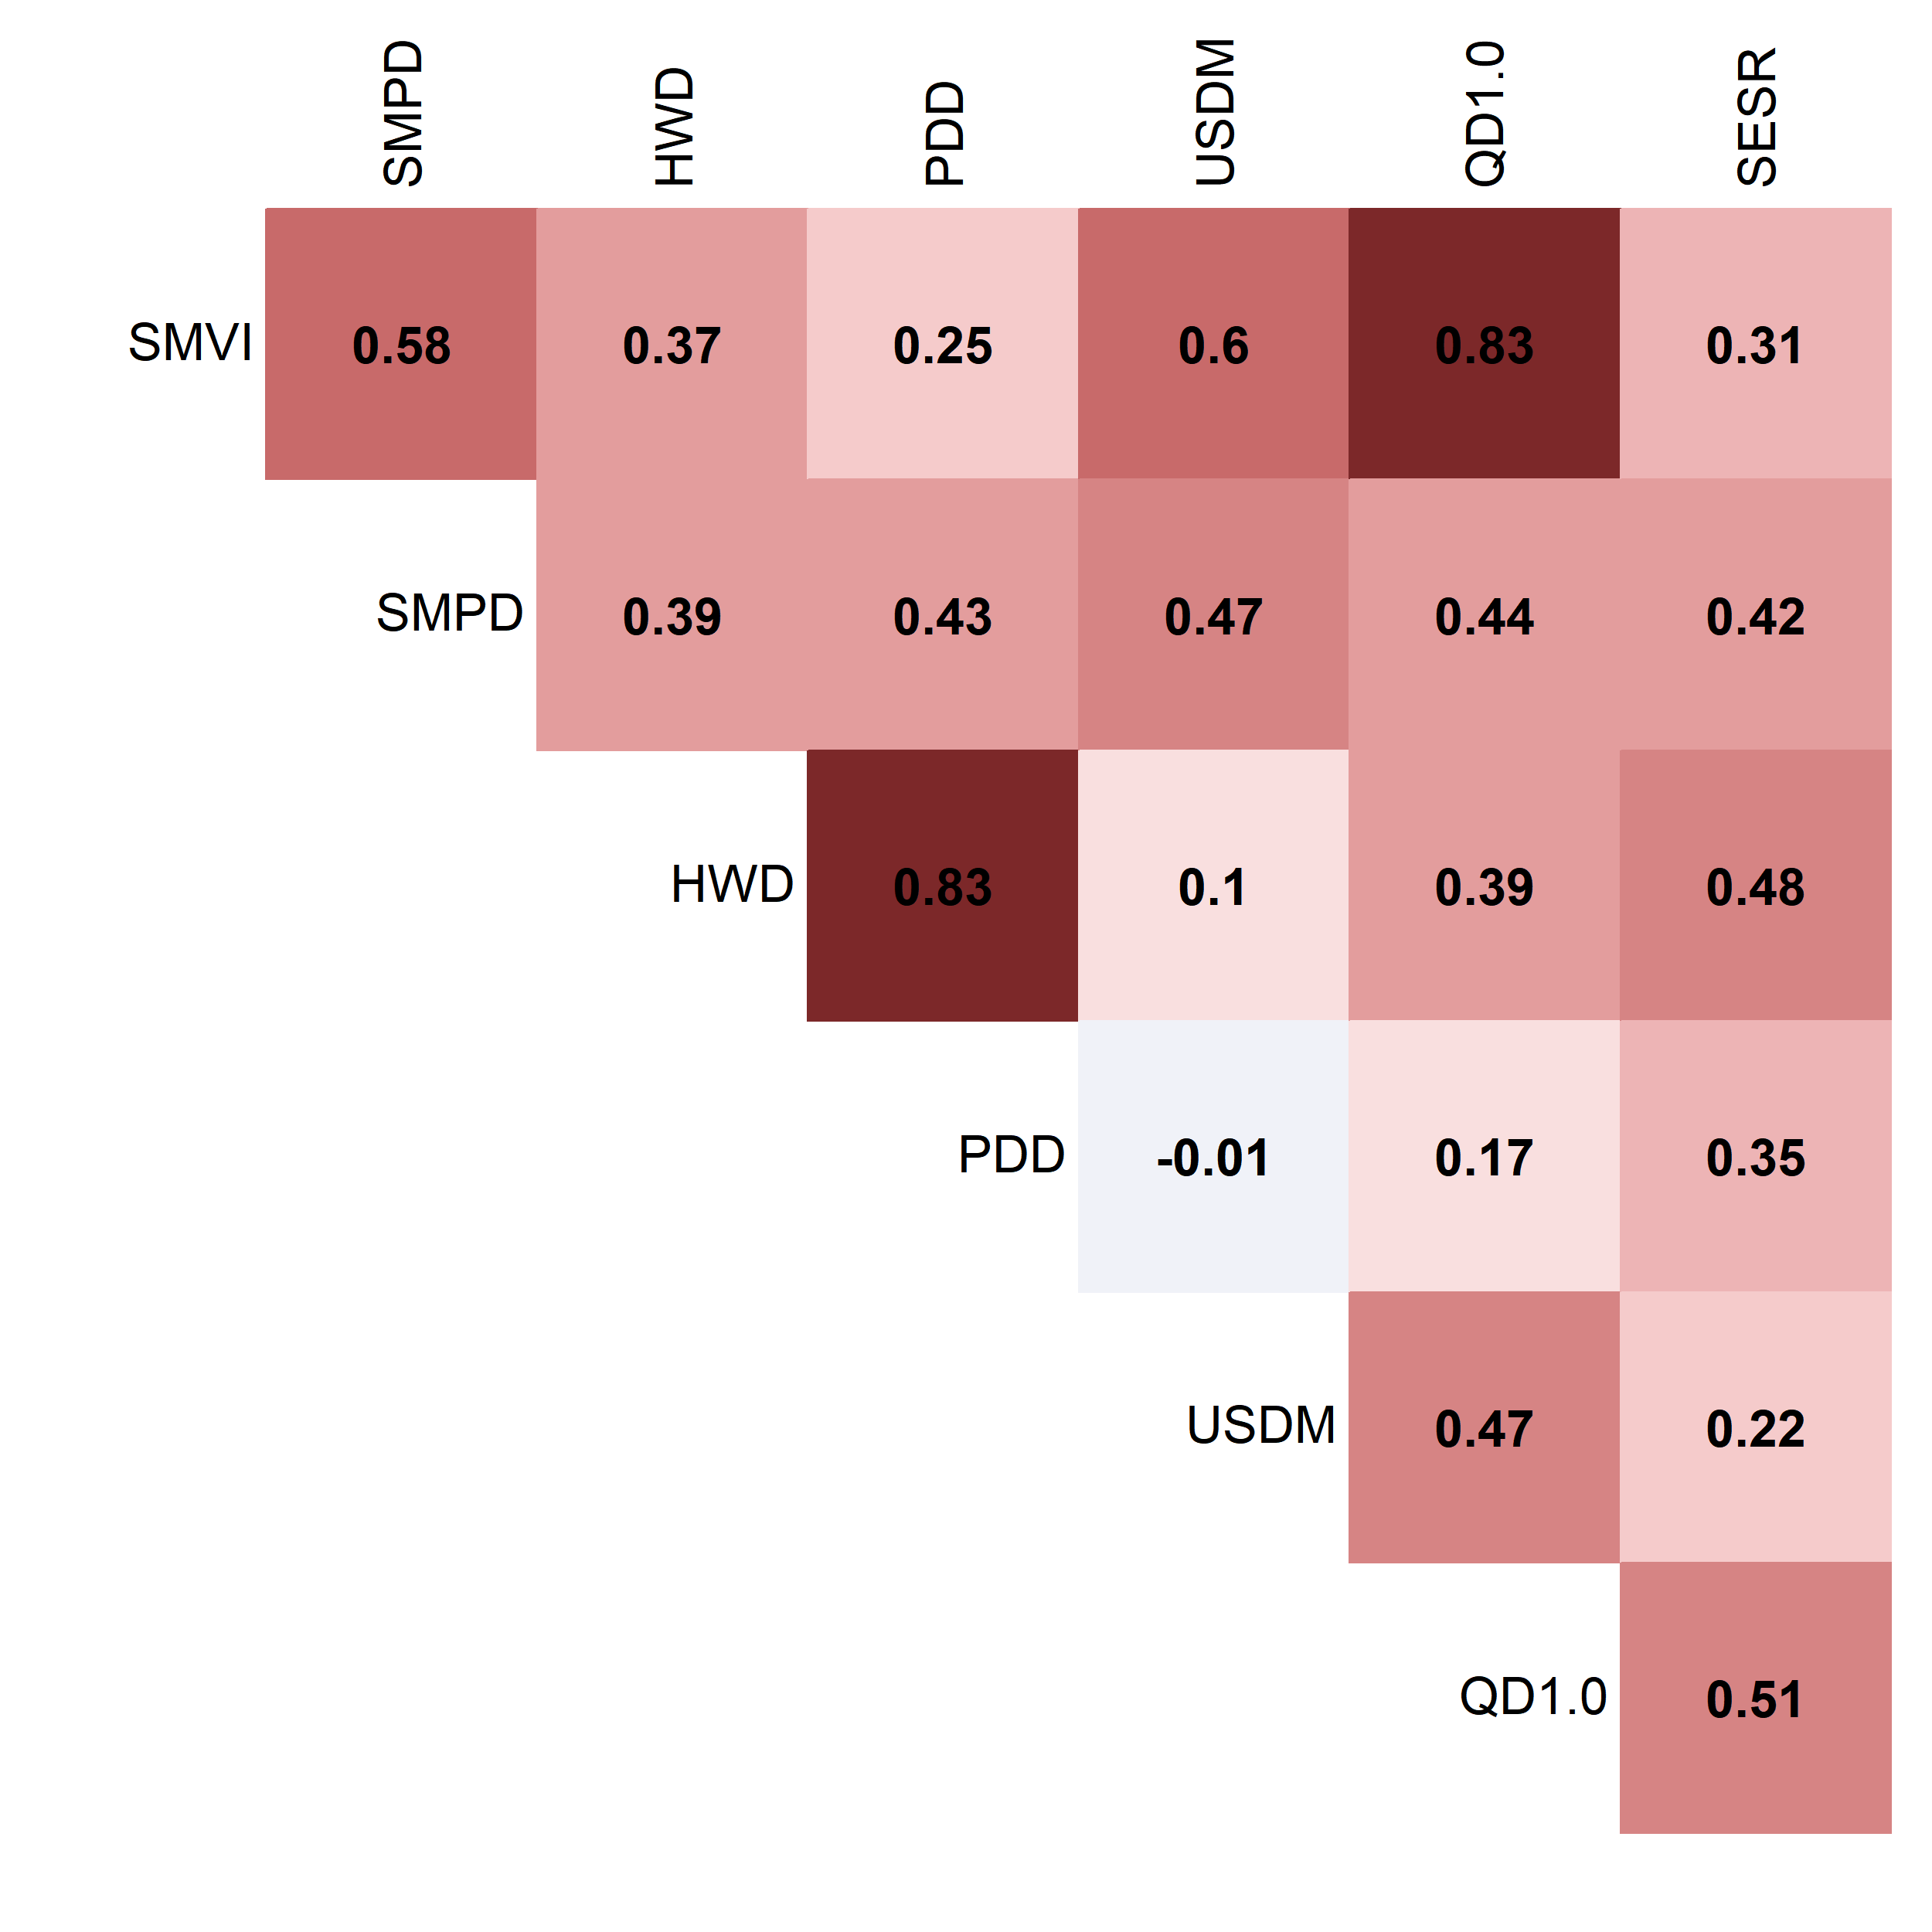 SMPD HWD PDD USDM QD1.0 SESR
SMVI 0.58 0.37 0.25 0.6 0.83 0.31
SMPD 0.39 0.43 0.47 0.44 0.42
HWD 0.83 0.1 0.39 0.48
PDD -0.01 0.17 0.35
USDM 0.47 0.22
QD1.0 0.51